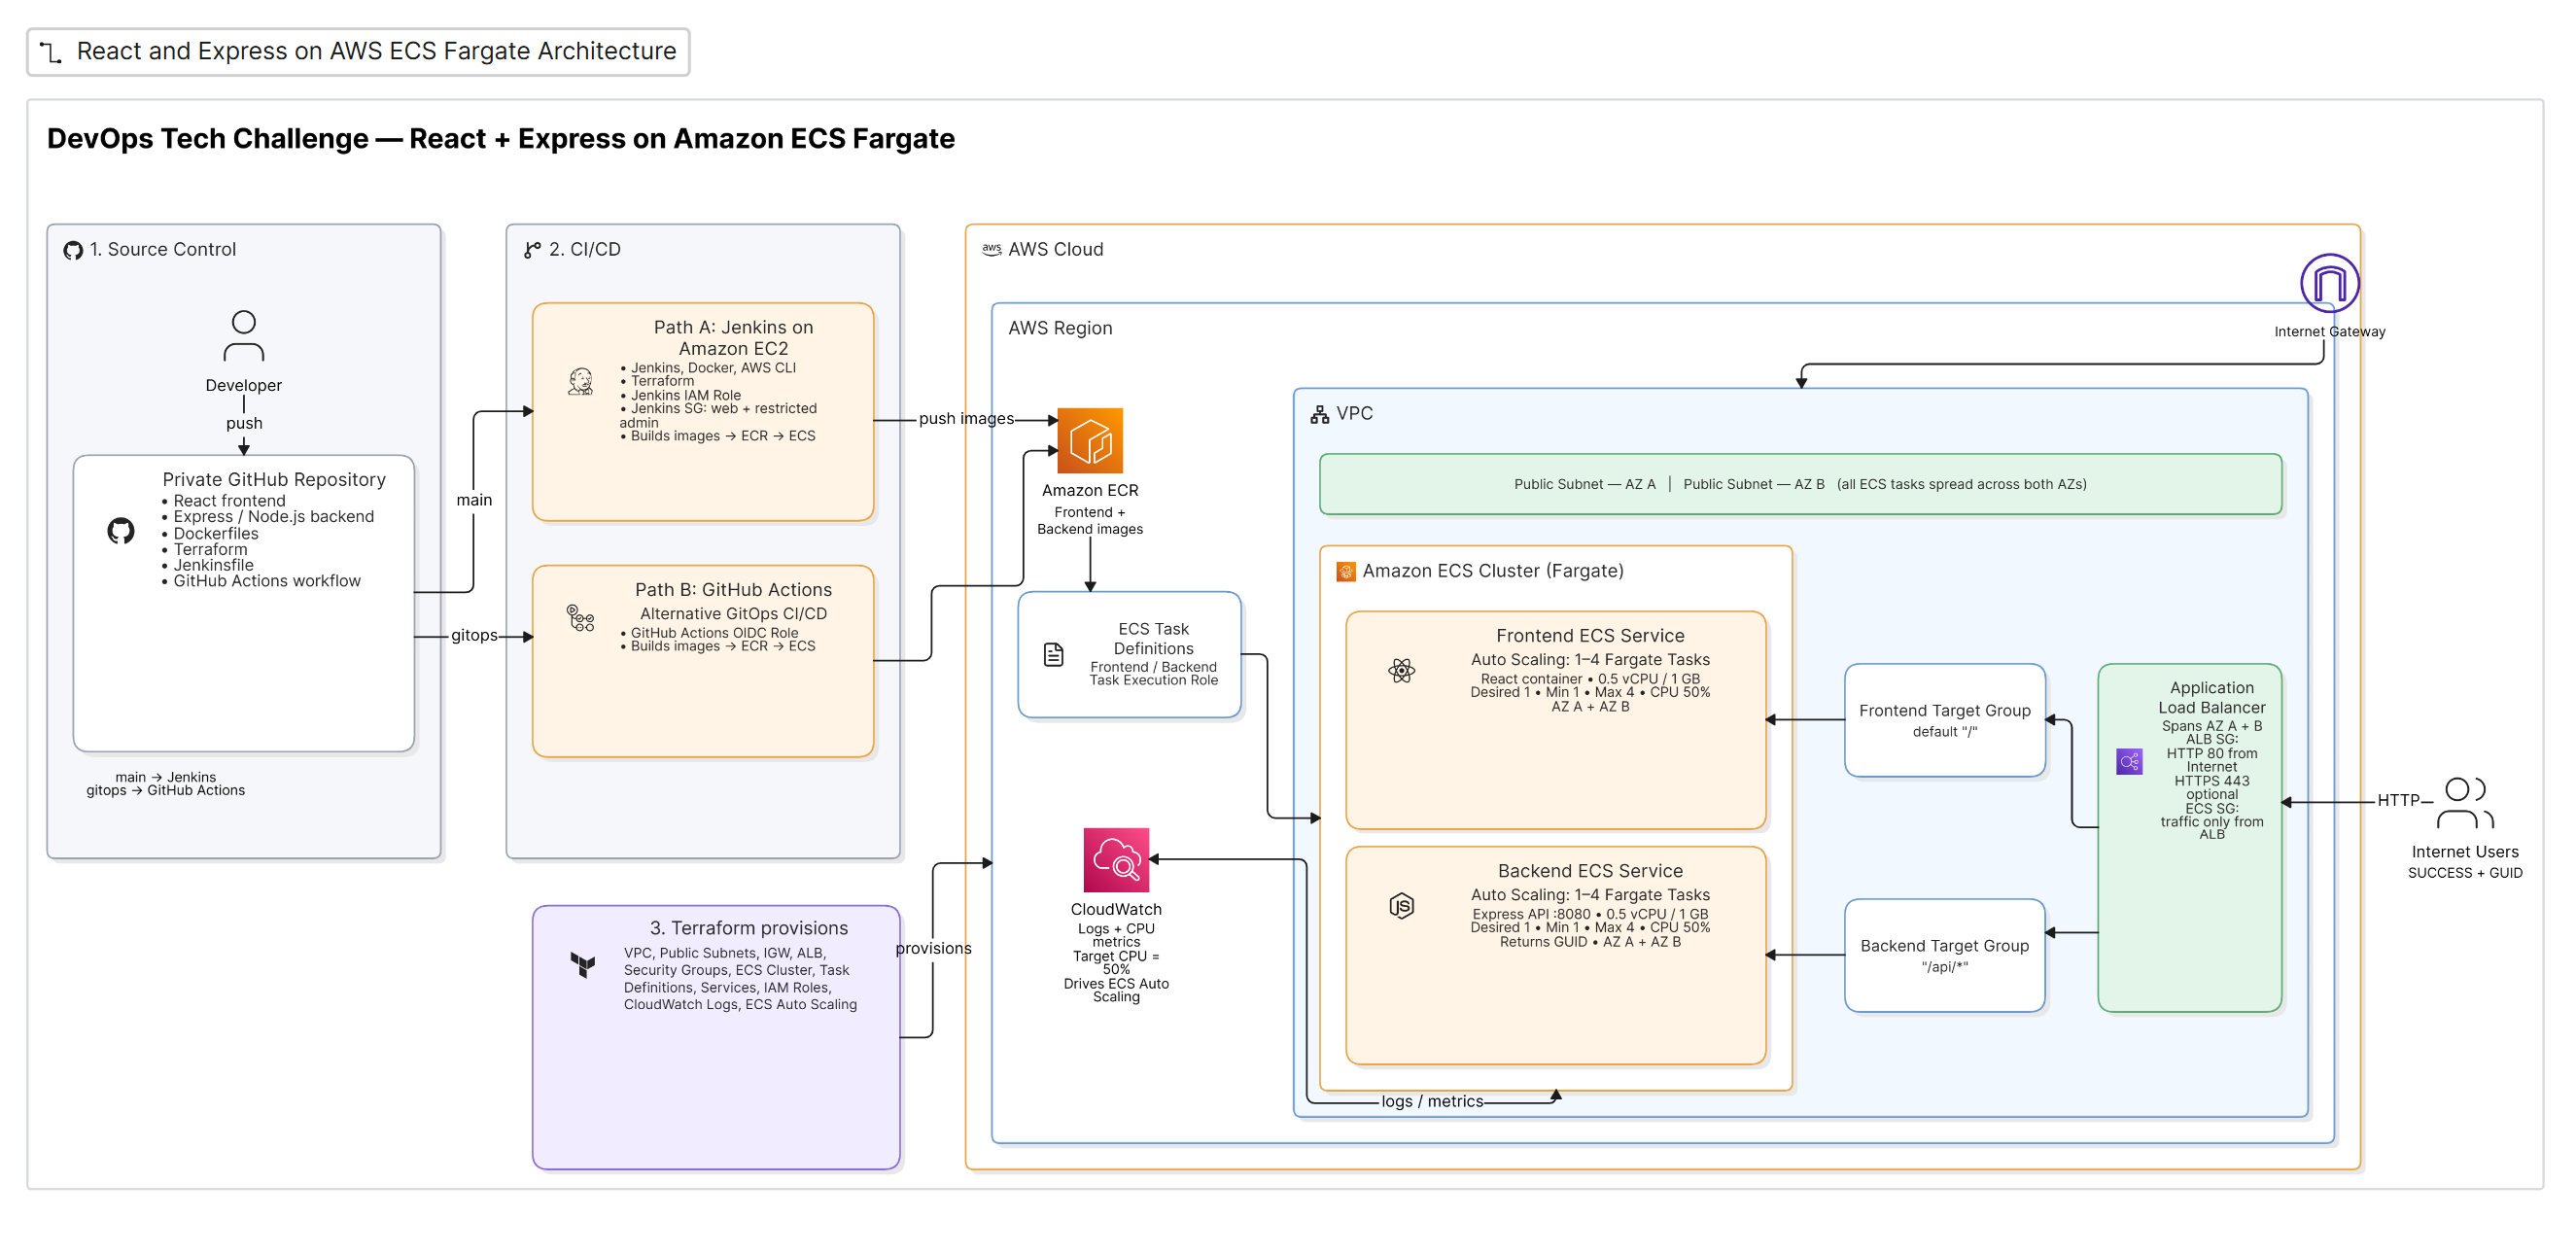 React and Express on AWS ECS Fargate Architecture
DevOps Tech Challenge — React + Express on Amazon ECS Fargate
1. Source Control
Developer
push
Private GitHub Repository
• React frontend
• Express / Node.js backend
• Dockerfiles
• Terraform
• Jenkinsfile
• GitHub Actions workflow
main → Jenkins
gitops → GitHub Actions
main
gitops
2. CI/CD
Path A: Jenkins on
Amazon EC2
• Jenkins, Docker, AWS CLI
• Terraform
• Jenkins IAM Role
• Jenkins SG: web + restricted
admin
• Builds images → ECR → ECS
Path B: GitHub Actions
Alternative GitOps CI/CD
• GitHub Actions OIDC Role
• Builds images → ECR → ECS
3. Terraform provisions
VPC, Public Subnets, IGW, ALB,
Security Groups, ECS Cluster, Task
Definitions, Services, IAM Roles,
CloudWatch Logs, ECS Auto Scaling
push images
provisions
aws
AWS Cloud
AWS Region
Internet Gateway
Amazon ECR
Frontend +
Backend images
ECS Task
Definitions
Frontend / Backend
Task Execution Role
CloudWatch
Logs + CPU
metrics
Target CPU =
50%
Drives ECS Auto
Scaling
logs / metrics
VPC
Public Subnet — AZ A | Public Subnet — AZ B (all ECS tasks spread across both AZs)
Amazon ECS Cluster (Fargate)
Frontend ECS Service
Auto Scaling: 1–4 Fargate Tasks
React container • 0.5 vCPU / 1 GB
Desired 1 • Min 1 • Max 4 • CPU 50%
AZ A + AZ B
JS
Backend ECS Service
Auto Scaling: 1–4 Fargate Tasks
Express API :8080 • 0.5 vCPU / 1 GB
Desired 1 • Min 1 • Max 4 • CPU 50%
Returns GUID • AZ A + AZ B
Frontend Target Group
default "/"
Backend Target Group
"/api/*"
Application
Load Balancer
Spans AZ A + B
ALB SG:
HTTP 80 from
Internet
HTTPS 443
optional
ECS SG:
traffic only from
ALB
HTTP
Internet Users
SUCCESS + GUID